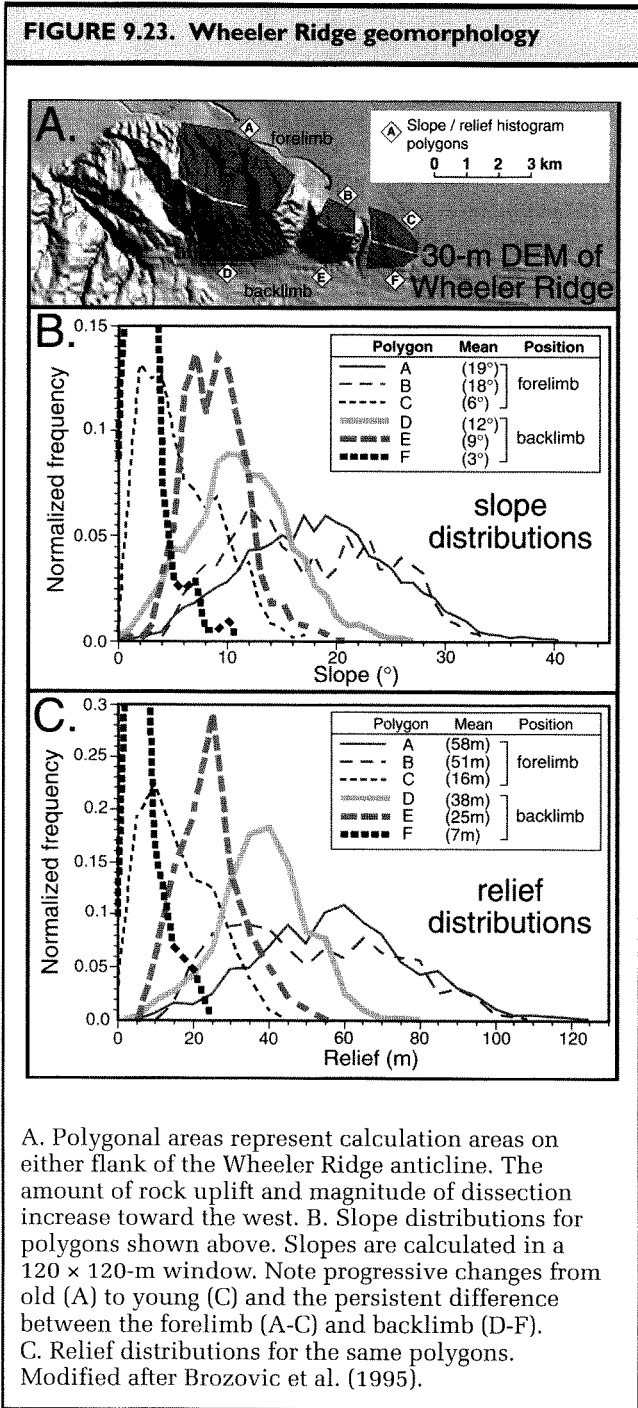 FIGURE 9.23. Wheeler Ridge geomorphology
A.
A
forelimb
A Slope / relief histogram
polygons
0 1 2 3 km
B
C
D
E
F
backlimb
30-m DEM of
Wheeler Ridge
B.
0.15
0.1
0.05
0.0
Normalized frequency
Polygon Mean Position
A (19°)
B (18°) forelimb
C (6°)
D (12°)
E (9°) backlimb
F (3°)
slope
distributions
0 10 20 30 40
Slope (°)
C.
0.3
0.25
0.2
0.15
0.1
0.05
0.0
Normalized frequency
Polygon Mean Position
A (58m)
B (51m) forelimb
C (16m)
D (38m)
E (25m) backlimb
F (7m)
relief
distributions
0 20 40 60 80 100 120
Relief (m)
A. Polygonal areas represent calculation areas on
either flank of the Wheeler Ridge anticline. The
amount of rock uplift and magnitude of dissection
increase toward the west. B. Slope distributions for
polygons shown above. Slopes are calculated in a
120 × 120-m window. Note progressive changes from
old (A) to young (C) and the persistent difference
between the forelimb (A-C) and backlimb (D-F).
C. Relief distributions for the same polygons.
Modified after Brozovic et al. (1995).